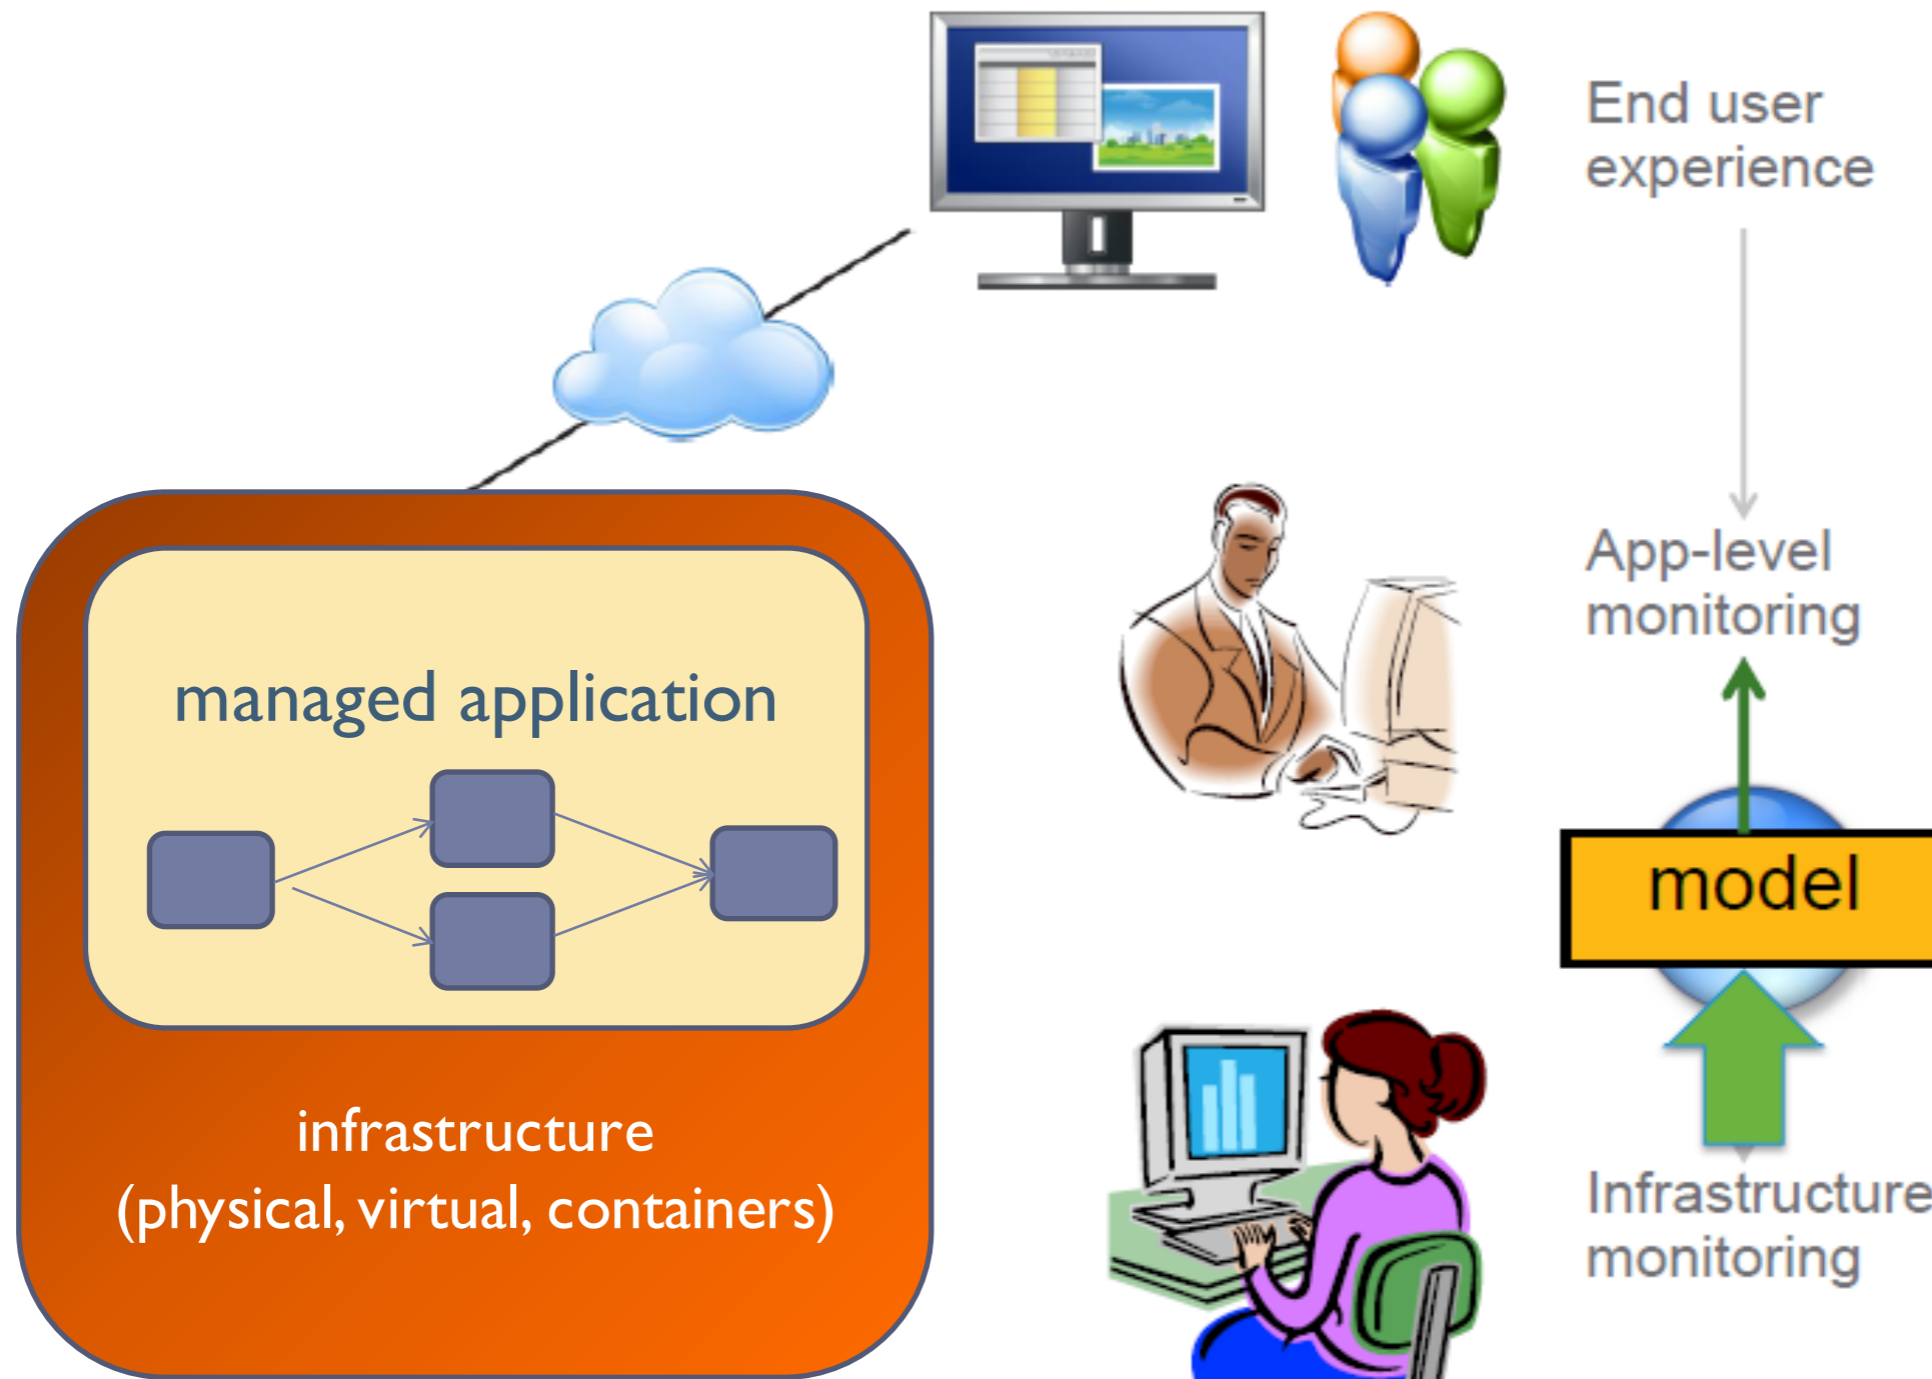 End user
experience
App-level
monitoring
managed application
model
infrastructure
(physical, virtual, containers)
Infrastructure
monitoring